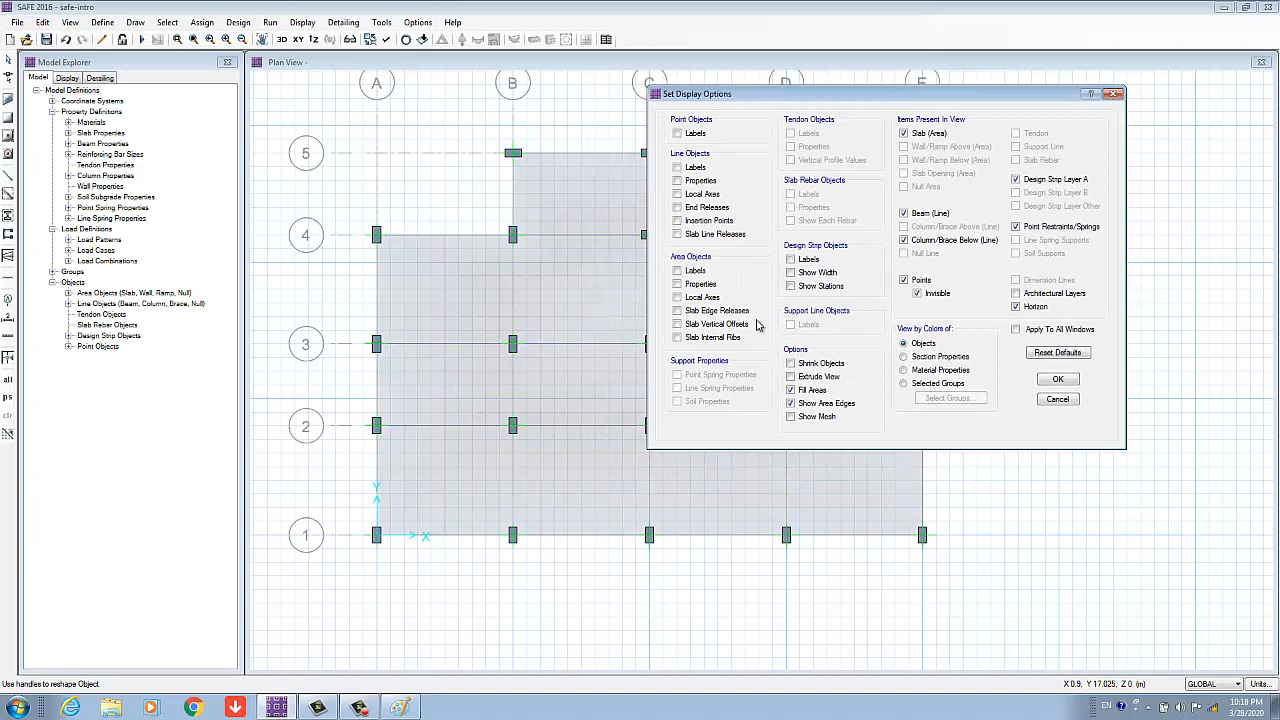 SAFE 2016 - safe-intro
File Edit View Define Draw Select Assign Design Run Display Detailing Tools Options Help
3D XY
Model Explorer
Model Display Detailing
Model Definitions
Coordinate Systems
Property Definitions
Materials
Slab Properties
Beam Properties
Reinforcing Bar Sizes
Tendon Properties
Column Properties
Wall Properties
Soil Subgrade Properties
Point Spring Properties
Line Spring Properties
Load Definitions
Load Patterns
Load Cases
Load Combinations
Groups
Objects
Area Objects (Slab, Wall, Ramp, Null)
Line Objects (Beam, Column, Brace, Null)
Tendon Objects
Slab Rebar Objects
Design Strip Objects
Point Objects
all
ps
clr
Plan View -
A B C D E
5
4
3
2
1
Y
X
Set Display Options
Point Objects
Labels
Line Objects
Labels
Properties
Local Axes
End Releases
Insertion Points
Slab Line Releases
Area Objects
Labels
Properties
Local Axes
Slab Edge Releases
Slab Vertical Offsets
Slab Internal Ribs
Support Properties
Point Spring Properties
Line Spring Properties
Soil Properties
Tendon Objects
Labels
Properties
Vertical Profile Values
Slab Rebar Objects
Labels
Properties
Show Each Rebar
Design Strip Objects
Labels
Show Width
Show Stations
Support Line Objects
Labels
Options
Shrink Objects
Extrude View
Fill Areas
Show Area Edges
Show Mesh
Items Present In View
Slab (Area)
Wall/Ramp Above (Area)
Wall/Ramp Below (Area)
Slab Opening (Area)
Null Area
Beam (Line)
Column/Brace Above (Line)
Column/Brace Below (Line)
Null Line
Points
Invisible
Tendon
Support Line
Slab Rebar
Design Strip Layer A
Design Strip Layer B
Design Strip Layer Other
Point Restraints/Springs
Line Spring Supports
Soil Supports
Dimension Lines
Architectural Layers
Horizon
View by Colors of:
Objects
Section Properties
Material Properties
Selected Groups
Select Groups...
Apply To All Windows
Reset Defaults
OK
Cancel
Use handles to reshape Object
X 0.9, Y 17.025, Z 0 (m)
GLOBAL
Units...
EN
10:18 PM
3/28/2020